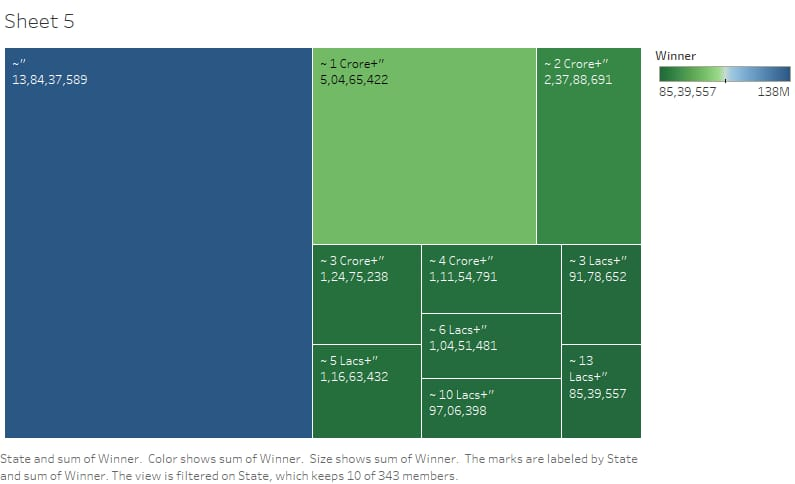 Sheet 5
~"
13,84,37,589
~ 1 Crore+"
5,04,65,422
~ 2 Crore+"
2,37,88,691
Winner
85,39,557 138M
~ 3 Crore+"
1,24,75,238
~ 4 Crore+"
1,11,54,791
~ 3 Lacs+"
91,78,652
~ 6 Lacs+"
1,04,51,481
~ 5 Lacs+"
1,16,63,432
~ 13
Lacs+"
85,39,557
~ 10 Lacs+"
97,06,398
State and sum of Winner.  Color shows sum of Winner.  Size shows sum of Winner.  The marks are labeled by State
and sum of Winner. The view is filtered on State, which keeps 10 of 343 members.